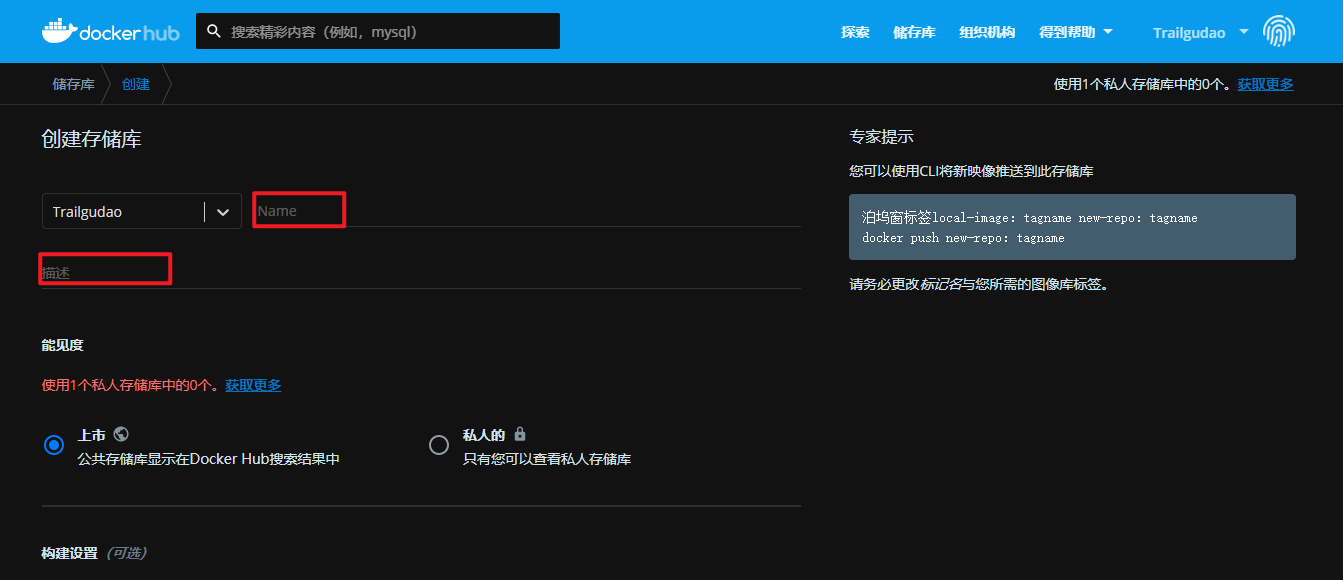 dockerhub 搜索精彩内容（例如，mysql） 探索 储存库 组织机构 得到帮助 Trailgudao
储存库 创建 使用1个私人存储库中的0个。获取更多
创建存储库
Trailgudao Name
描述
能见度
使用1个私人存储库中的0个。获取更多
上市 私人的
公共存储库显示在Docker Hub搜索结果中 只有您可以查看私人存储库
构建设置 (可选)
专家提示
您可以使用CLI将新映像推送到此存储库
泊坞窗标签local-image：tagname new-repo：tagname
docker push new-repo：tagname
请务必更改标记名与您所需的图像库标签。